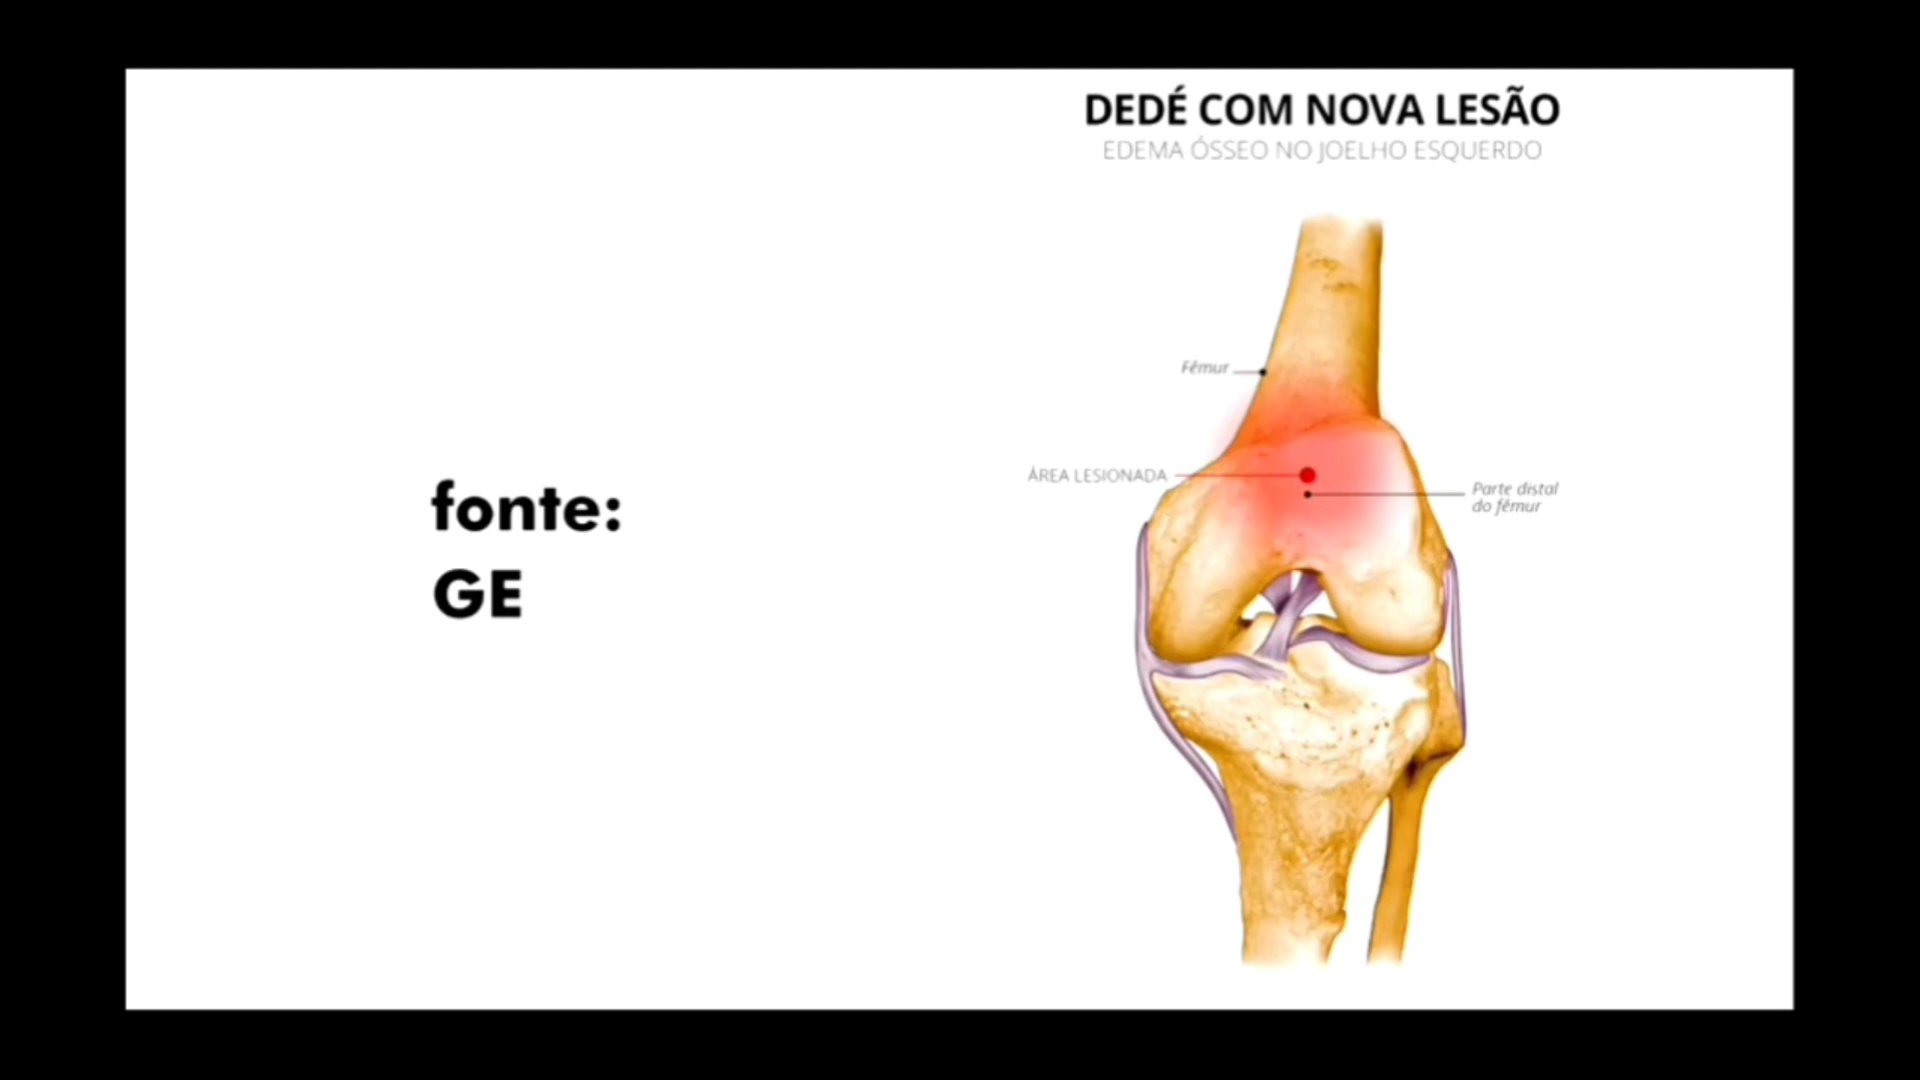 DEDÉ COM NOVA LESÃO
EDEMA ÓSSEO NO JOELHO ESQUERDO
Fêmur
ÁREA LESIONADA
Parte distal
do fêmur
fonte:
GE